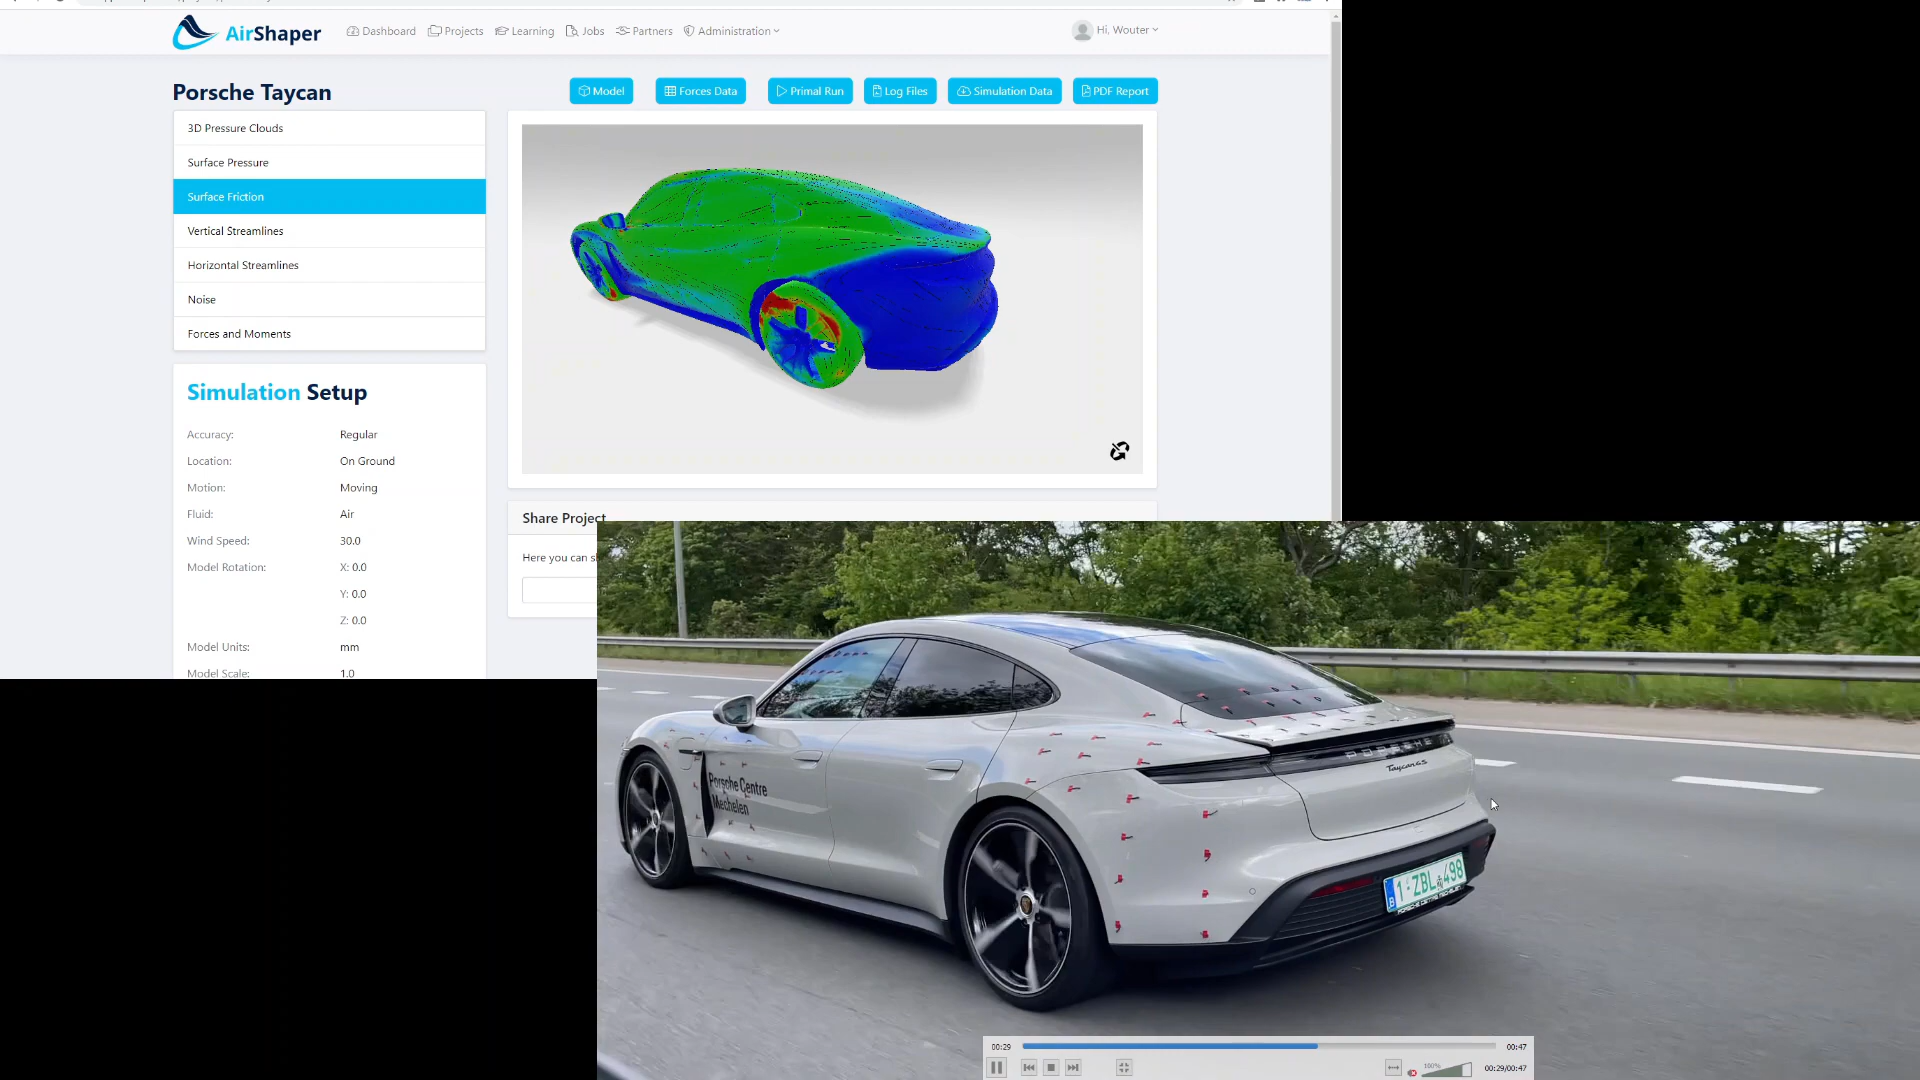 AirShaper
Dashboard Projects Learning Jobs Partners Administration
Hi, Wouter
Porsche Taycan
Model Forces Data Primal Run Log Files Simulation Data PDF Report
3D Pressure Clouds
Surface Pressure
Surface Friction
Vertical Streamlines
Horizontal Streamlines
Noise
Forces and Moments
Simulation Setup
Accuracy: Regular
Location: On Ground
Motion: Moving
Fluid: Air
Wind Speed: 30.0
Model Rotation: X: 0.0
Y: 0.0
Z: 0.0
Model Units: mm
Model Scale: 1.0
Share Project
Here you can s
PORSCHE
Taycan 4S
Porsche Centre
Mechelen
B 1·ZBL·498
00:29 00:47
100%
00:29/00:47